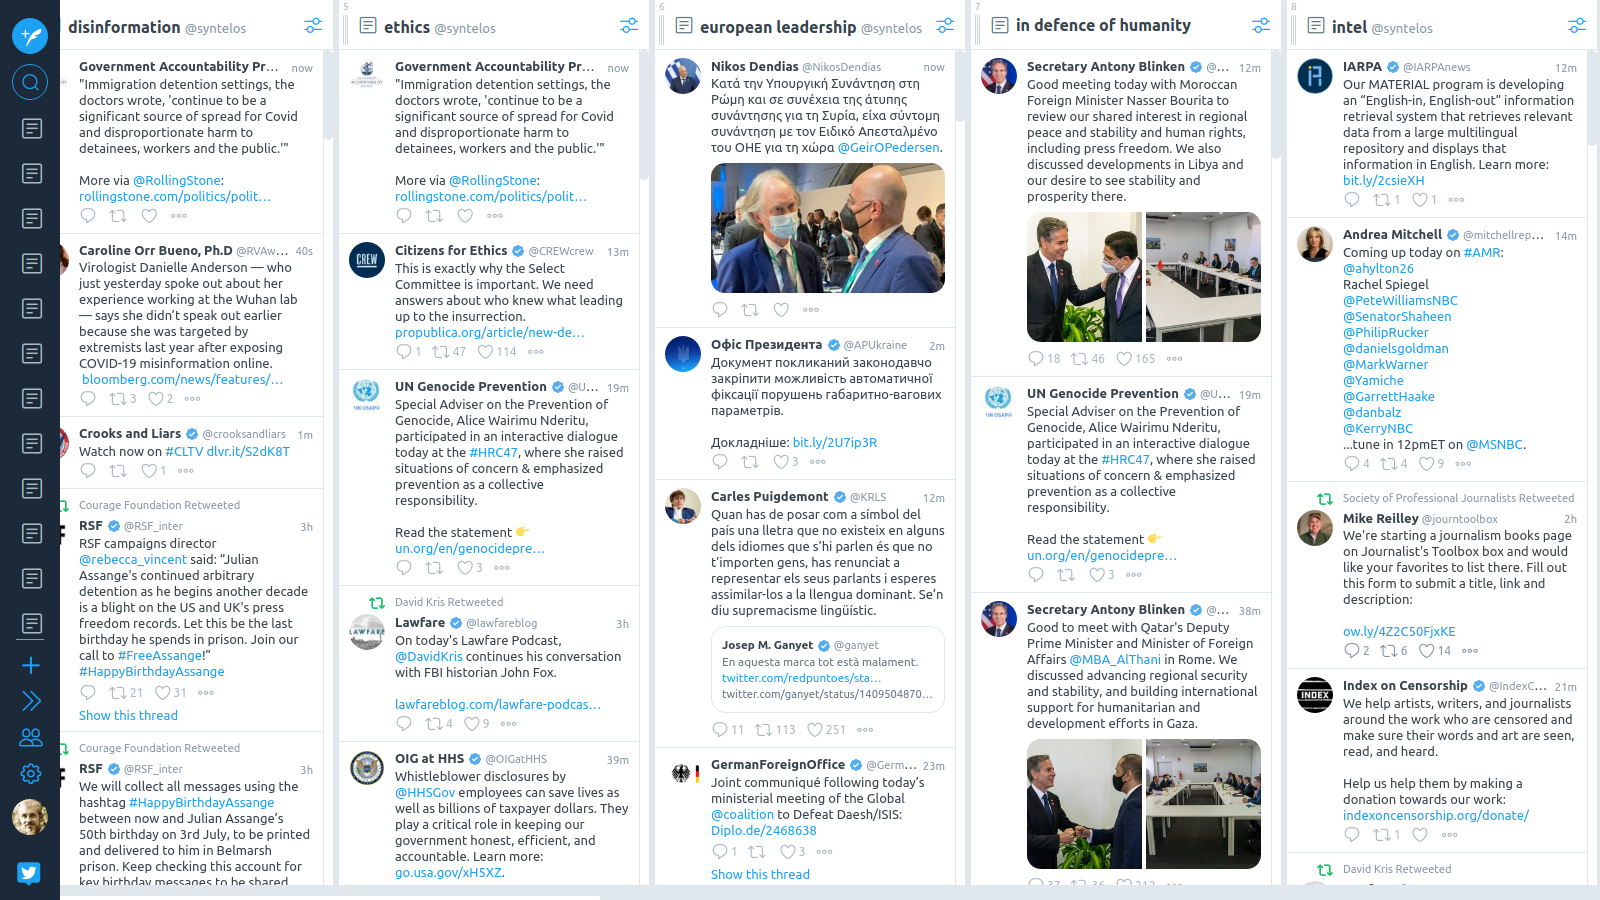 disinformation @syntelos
Government Accountability Pr... now
"Immigration detention settings, the
doctors wrote, 'continue to be a
significant source of spread for Covid
and disproportionate harm to
detainees, workers and the public.'"
More via @RollingStone:
rollingstone.com/politics/polit…
Caroline Orr Bueno, Ph.D @RVAw... 40s
Virologist Danielle Anderson — who
just yesterday spoke out about her
experience working at the Wuhan lab
— says she didn’t speak out earlier
because she was targeted by
extremists last year after exposing
COVID-19 misinformation online.
bloomberg.com/news/features/…
3 2
Crooks and Liars @crooksandliars 1m
Watch now on #CLTV dlvr.it/S2dK8T
1
Courage Foundation Retweeted
RSF @RSF_inter 3h
RSF campaigns director
@rebecca_vincent said: “Julian
Assange's continued arbitrary
detention as he begins another decade
is a blight on the US and UK's press
freedom records. Let this be the last
birthday he spends in prison. Join our
call to #FreeAssange!”
#HappyBirthdayAssange
21 31
Show this thread
Courage Foundation Retweeted
RSF @RSF_inter 3h
We will collect all messages using the
hashtag #HappyBirthdayAssange
between now and Julian Assange’s
50th birthday on 3rd July, to be printed
and delivered to him in Belmarsh
prison. Keep checking this account for
key birthday messages to be shared
5
ethics @syntelos
Government Accountability Pr... now
"Immigration detention settings, the
doctors wrote, 'continue to be a
significant source of spread for Covid
and disproportionate harm to
detainees, workers and the public.'"
More via @RollingStone:
rollingstone.com/politics/polit…
CREW
Citizens for Ethics @CREWcrew 13m
This is exactly why the Select
Committee is important. We need
answers about who knew what leading
up to the insurrection.
propublica.org/article/new-de…
1 47 114
UN OSAPG
UN Genocide Prevention @U... 19m
Special Adviser on the Prevention of
Genocide, Alice Wairimu Nderitu,
participated in an interactive dialogue
today at the #HRC47, where she raised
situations of concern & emphasized
prevention as a collective
responsibility.
Read the statement 👉
un.org/en/genocidepre…
3
David Kris Retweeted
LAWFARE
Lawfare @lawfareblog 3h
On today's Lawfare Podcast,
@DavidKris continues his conversation
with FBI historian John Fox.
lawfareblog.com/lawfare-podcas…
4 9
OIG at HHS @OIGatHHS 39m
Whistleblower disclosures by
@HHSGov employees can save lives as
well as billions of taxpayer dollars. They
play a critical role in keeping our
government honest, efficient, and
accountable. Learn more:
go.usa.gov/xH5XZ.
6
european leadership @syntelos
Nikos Dendias @NikosDendias now
Κατά την Υπουργική Συνάντηση στη
Ρώμη και σε συνέχεια της άτυπης
συνάντησης για τη Συρία, είχα σύντομη
συνάντηση με τον Ειδικό Απεσταλμένο
του ΟΗΕ για τη χώρα @GeirOPedersen.
Офіс Президента @APUkraine 2m
Документ покликаний законодавчо
закріпити можливість автоматичної
фіксації порушень габаритно-вагових
параметрів.
Докладніше: bit.ly/2U7ip3R
3
Carles Puigdemont @KRLS 12m
Quan has de posar com a símbol del
país una lletra que no existeix en alguns
dels idiomes que s’hi parlen és que no
t’importen gens, has renunciat a
representar els seus parlants i esperes
assimilar-los a la llengua dominant. Se’n
diu supremacisme lingüístic.
Josep M. Ganyet @ganyet
En aquesta marca tot està malament.
twitter.com/redpuntoes/sta…
twitter.com/ganyet/status/1409504870…
11 113 251
GermanForeignOffice @Germ... 23m
Joint communiqué following today’s
ministerial meeting of the Global
@coalition to Defeat Daesh/ISIS:
Diplo.de/2468638
1 3
Show this thread
7
in defence of humanity
Secretary Antony Blinken @... 12m
Good meeting today with Moroccan
Foreign Minister Nasser Bourita to
review our shared interest in regional
peace and stability and human rights,
including press freedom. We also
discussed developments in Libya and
our desire to see stability and
prosperity there.
18 46 165
UN OSAPG
UN Genocide Prevention @U... 19m
Special Adviser on the Prevention of
Genocide, Alice Wairimu Nderitu,
participated in an interactive dialogue
today at the #HRC47, where she raised
situations of concern & emphasized
prevention as a collective
responsibility.
Read the statement 👉
un.org/en/genocidepre…
3
Secretary Antony Blinken @... 38m
Good to meet with Qatar's Deputy
Prime Minister and Minister of Foreign
Affairs @MBA_AlThani in Rome. We
discussed advancing regional security
and stability, and building international
support for humanitarian and
development efforts in Gaza.
37 36 212
8
intel @syntelos
IARPA @IARPAnews 12m
Our MATERIAL program is developing
an “English-in, English-out” information
retrieval system that retrieves relevant
data from a large multilingual
repository and displays that
information in English. Learn more:
bit.ly/2csieXH
1 1
Andrea Mitchell @mitchellrep... 14m
Coming up today on #AMR:
@ahylton26
Rachel Spiegel
@PeteWilliamsNBC
@SenatorShaheen
@PhilipRucker
@danielsgoldman
@MarkWarner
@Yamiche
@GarrettHaake
@danbalz
@KerryNBC
...tune in 12pmET on @MSNBC.
4 4 9
Society of Professional Journalists Retweeted
Mike Reilley @journtoolbox 2h
We're starting a journalism books page
on Journalist's Toolbox box and would
like your favorites to list there. Fill out
this form to submit a title, link and
description:
ow.ly/4Z2C50FjxKE
2 6 14
INDEX
Index on Censorship @IndexC... 21m
We help artists, writers, and journalists
around the work who are censored and
make sure their words and art are seen,
read, and heard.
Help us help them by making a
donation towards our work:
indexoncensorship.org/donate/
1
David Kris Retweeted